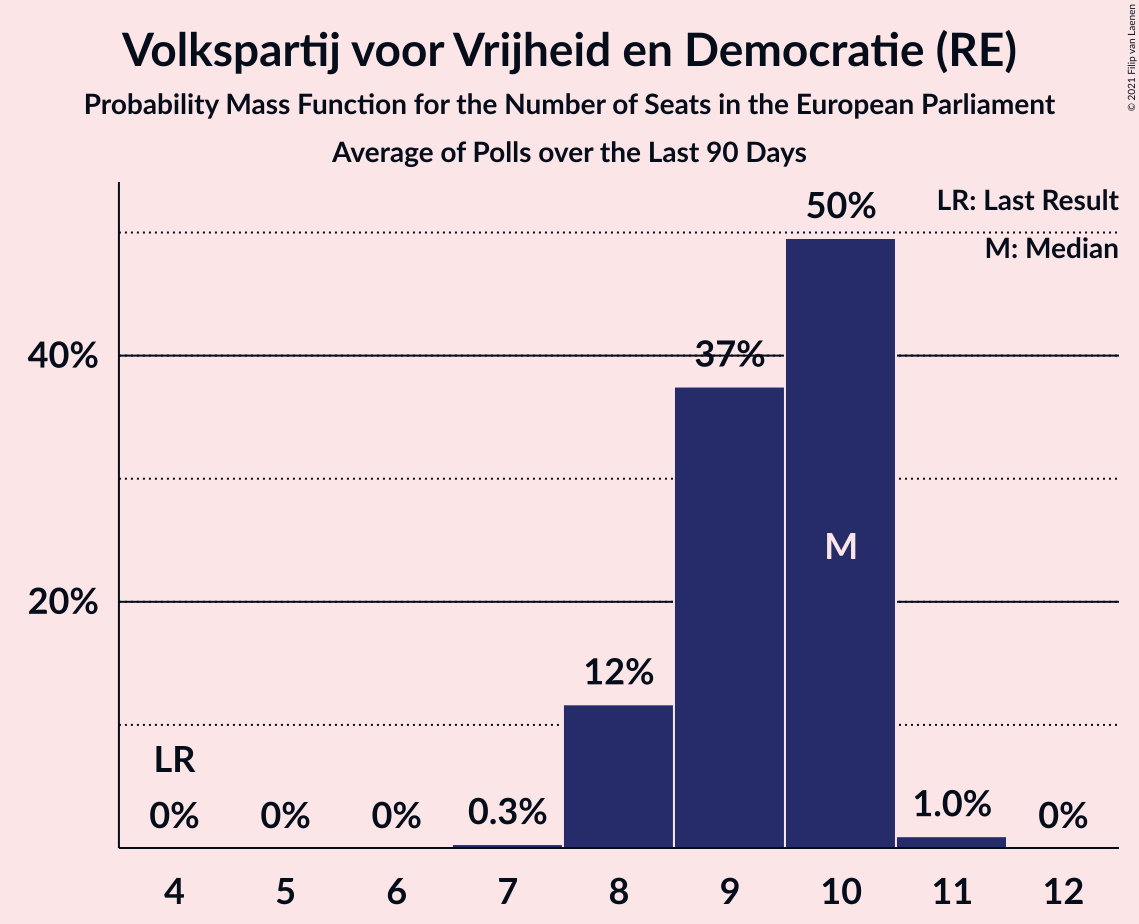 Volkspartij voor Vrijheid en Democratie (RE)
Probability Mass Function for the Number of Seats in the European Parliament
Average of Polls over the Last 90 Days
© 2021 Filip van Laenen
LR: Last Result
M: Median
50%
40%
37%
M
20%
12%
LR
0%
0%
0%
0.3%
1.0%
0%
4
5
6
7
8
9
10
11
12